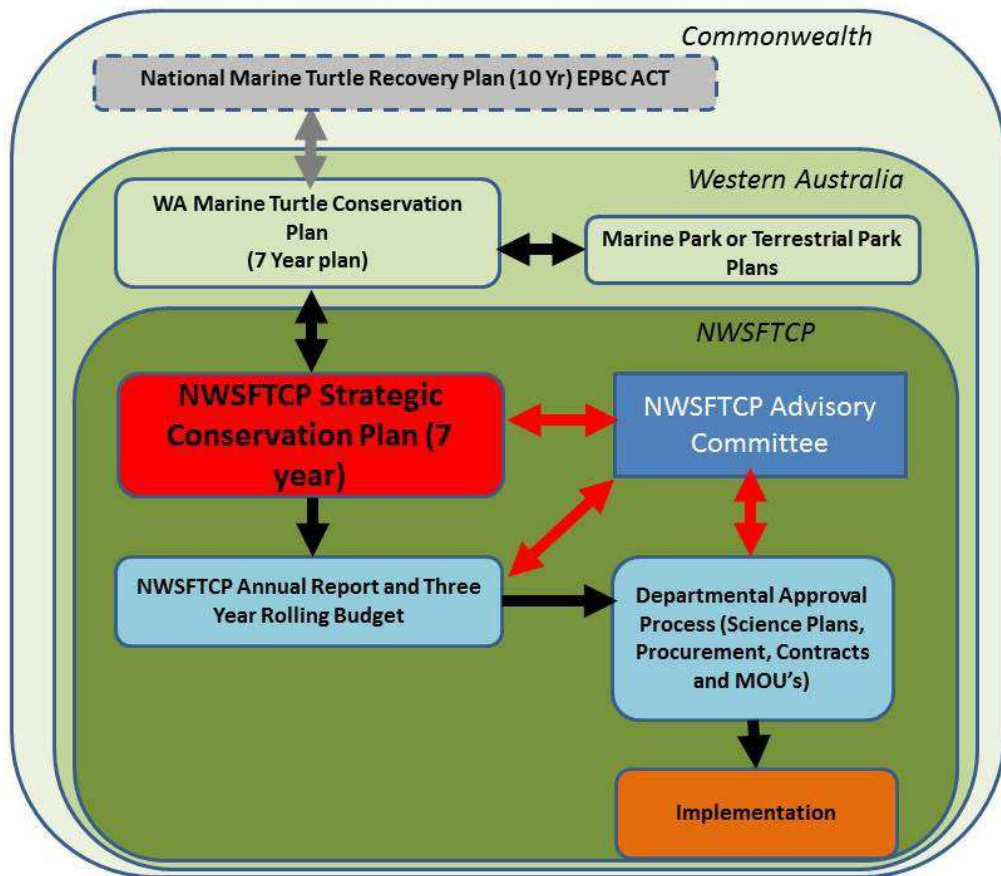 Commonwealth
National Marine Turtle Recovery Plan (10 Yr) EPBC ACT
Western Australia
WA Marine Turtle Conservation
Plan
(7 Year plan)
Marine Park or Terrestrial Park
Plans
NWSFTCP
NWSFTCP Strategic
Conservation Plan (7
year)
NWSFTCP Advisory
Committee
NWSFTCP Annual Report and Three
Year Rolling Budget
Departmental Approval
Process (Science Plans,
Procurement, Contracts
and MOU's)
Implementation